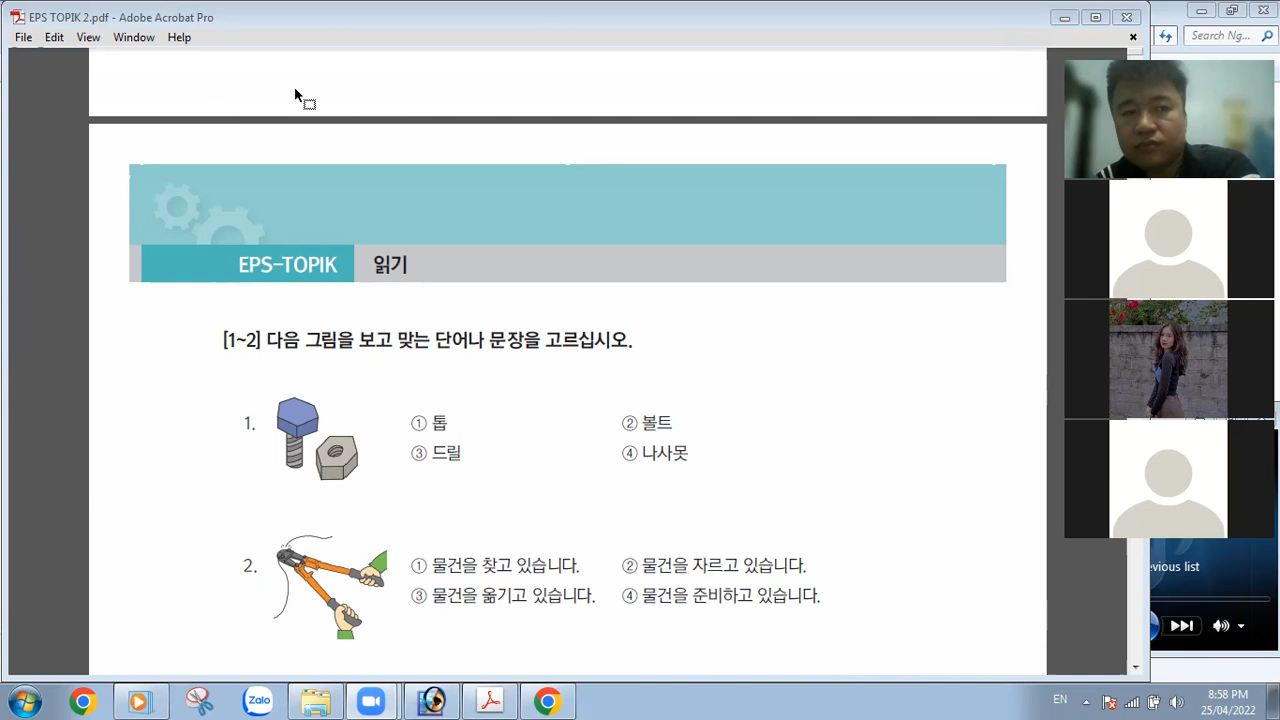 EPS TOPIK 2.pdf - Adobe Acrobat Pro
File Edit View Window Help
Search Ng...
EPS-TOPIK 읽기
[1~2] 다음 그림을 보고 맞는 단어나 문장을 고르십시오.
1.
① 톱 ② 볼트
③ 드릴 ④ 나사못
2.
① 물건을 찾고 있습니다. ② 물건을 자르고 있습니다.
③ 물건을 옮기고 있습니다. ④ 물건을 준비하고 있습니다.
evious list
Zalo
EN
8:58 PM
25/04/2022